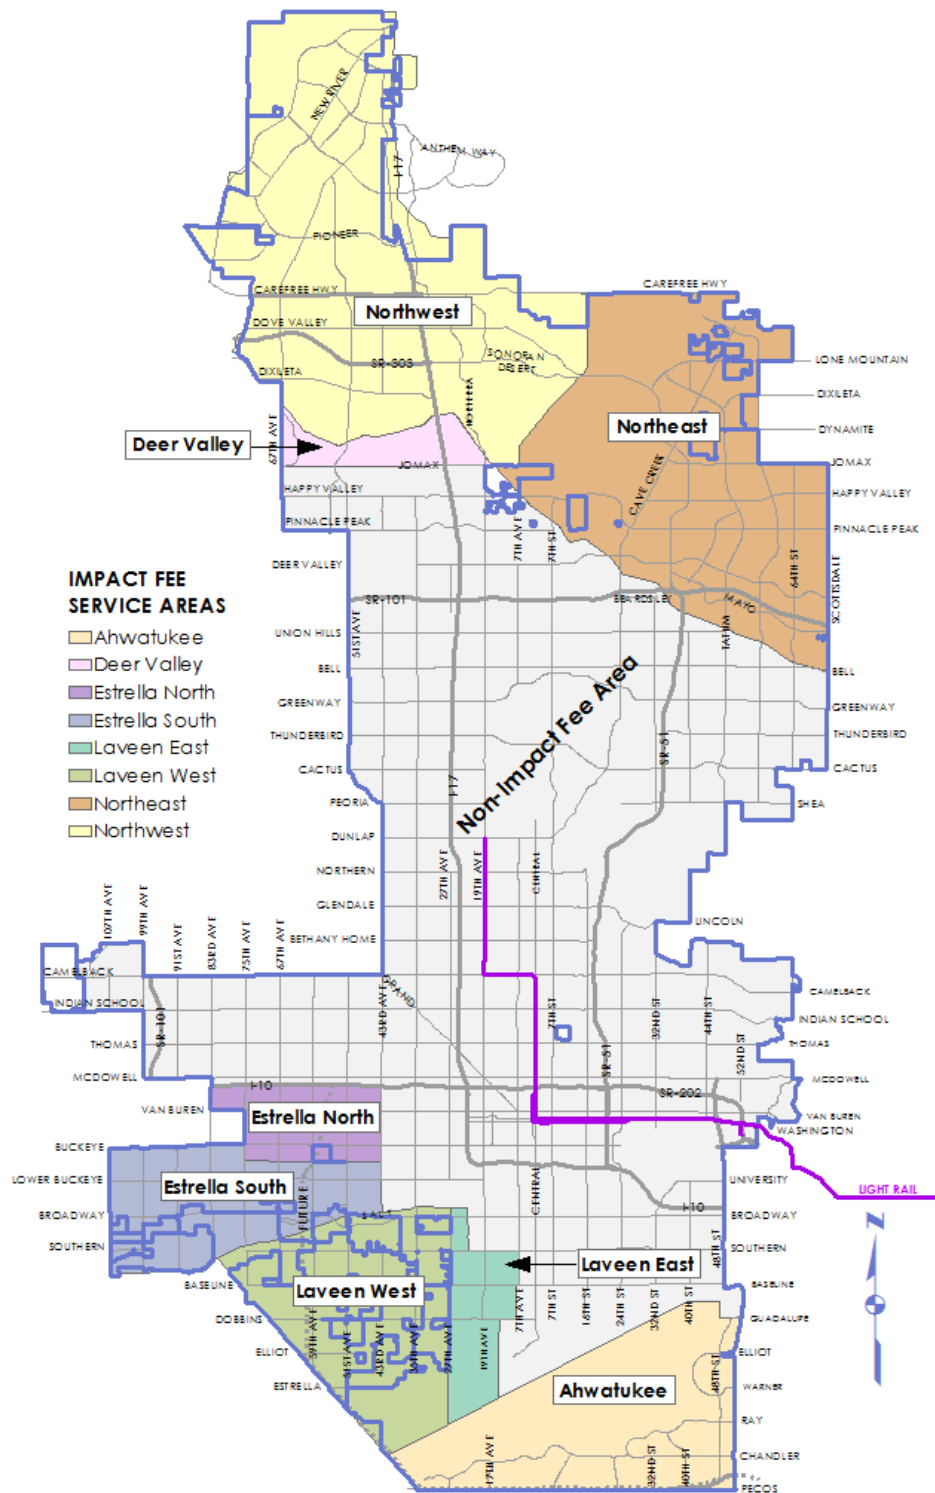 NEW RIVER
ANTHEM WAY
I-17
PIONEER
CAREFREE HWY
CAREFREE HWY
Northwest
DOVE VALLEY
SONORAN
DESERT
SR-303
LONE MOUNTAIN
DIXILETA
DIXILETA
NORTERRA
67TH AVE
Northeast
DYNAMITE
Deer Valley
JOMAX
JOMAX
CAVE CREEK
HAPPY VALLEY
HAPPY VALLEY
PINNACLE PEAK
PINNACLE PEAK
7TH AVE
7TH ST
64TH ST
DEER VALLEY
SCOTTSDALE
IMPACT FEE
SERVICE AREAS
Ahwatukee
Deer Valley
Estrella North
Estrella South
Laveen East
Laveen West
Northeast
Northwest
SR-101
BEARDSLEY
MAYO
51ST AVE
UNION HILLS
TATUM
BELL
BELL
Non-Impact Fee Area
GREENWAY
GREENWAY
THUNDERBIRD
THUNDERBIRD
SR-51
CACTUS
CACTUS
I-17
PEORIA
SHEA
DUNLAP
27TH AVE
19TH AVE
CENTRAL
NORTHERN
GLENDALE
LINCOLN
107TH AVE
99TH AVE
91ST AVE
83RD AVE
75TH AVE
67TH AVE
BETHANY HOME
CAMELBACK
CAMELBACK
GRAND
INDIAN SCHOOL
INDIAN SCHOOL
SR-101
43RD AVE
7TH ST
32ND ST
44TH ST
52ND ST
THOMAS
THOMAS
SR-51
MCDOWELL
MCDOWELL
I-10
SR-202
VAN BUREN
VAN BUREN
WASHINGTON
Estrella North
BUCKEYE
LOWER BUCKEYE
UNIVERSITY
Estrella South
CENTRAL
LIGHT RAIL
FUTURE
I-10
BROADWAY
BROADWAY
SALT
SOUTHERN
SOUTHERN
48TH ST
Z
Laveen East
BASELINE
BASELINE
Laveen West
7TH AVE
7TH ST
16TH ST
24TH ST
32ND ST
40TH ST
DOBBINS
GUADALUPE
59TH AVE
51ST AVE
43RD AVE
35TH AVE
27TH AVE
19TH AVE
ELLIOT
ELLIOT
48TH ST
ESTRELLA
WARNER
Ahwatukee
RAY
17TH AVE
32ND ST
40TH ST
CHANDLER
PECOS